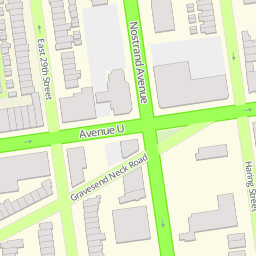 East 29th Street
Nostrand Avenue
Avenue U
Gravesend Neck Road
Haring Street